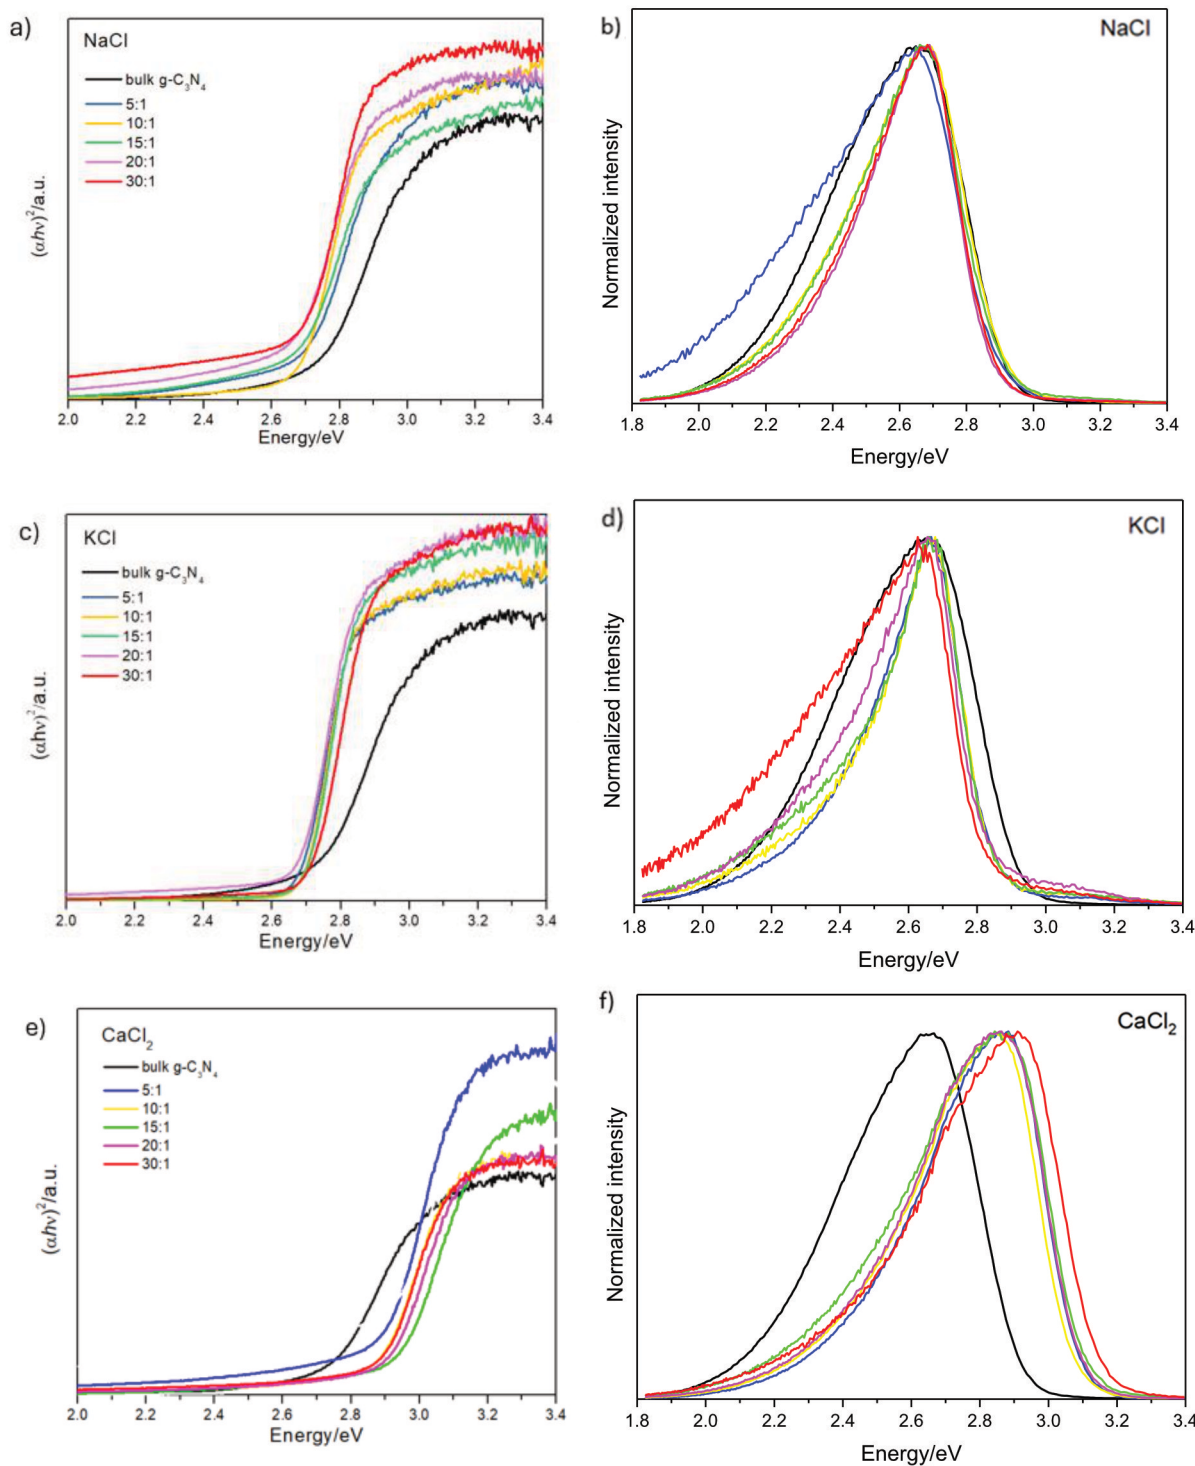 a)
NaCl
bulk g-C₃N₄
5:1
10:1
15:1
20:1
30:1
(αhν)²/a.u.
2.0 2.2 2.4 2.6 2.8 3.0 3.2 3.4
Energy/eV
b)
NaCl
Normalized intensity
1.8 2.0 2.2 2.4 2.6 2.8 3.0 3.2 3.4
Energy/eV
c)
KCl
bulk g-C₃N₄
5:1
10:1
15:1
20:1
30:1
(αhν)²/a.u.
2.0 2.2 2.4 2.6 2.8 3.0 3.2 3.4
Energy/eV
d)
KCl
Normalized intensity
1.8 2.0 2.2 2.4 2.6 2.8 3.0 3.2 3.4
Energy/eV
e)
CaCl₂
bulk g-C₃N₄
5:1
10:1
15:1
20:1
30:1
(αhν)²/a.u.
2.0 2.2 2.4 2.6 2.8 3.0 3.2 3.4
Energy/eV
f)
CaCl₂
Normalized intensity
1.8 2.0 2.2 2.4 2.6 2.8 3.0 3.2 3.4
Energy/eV